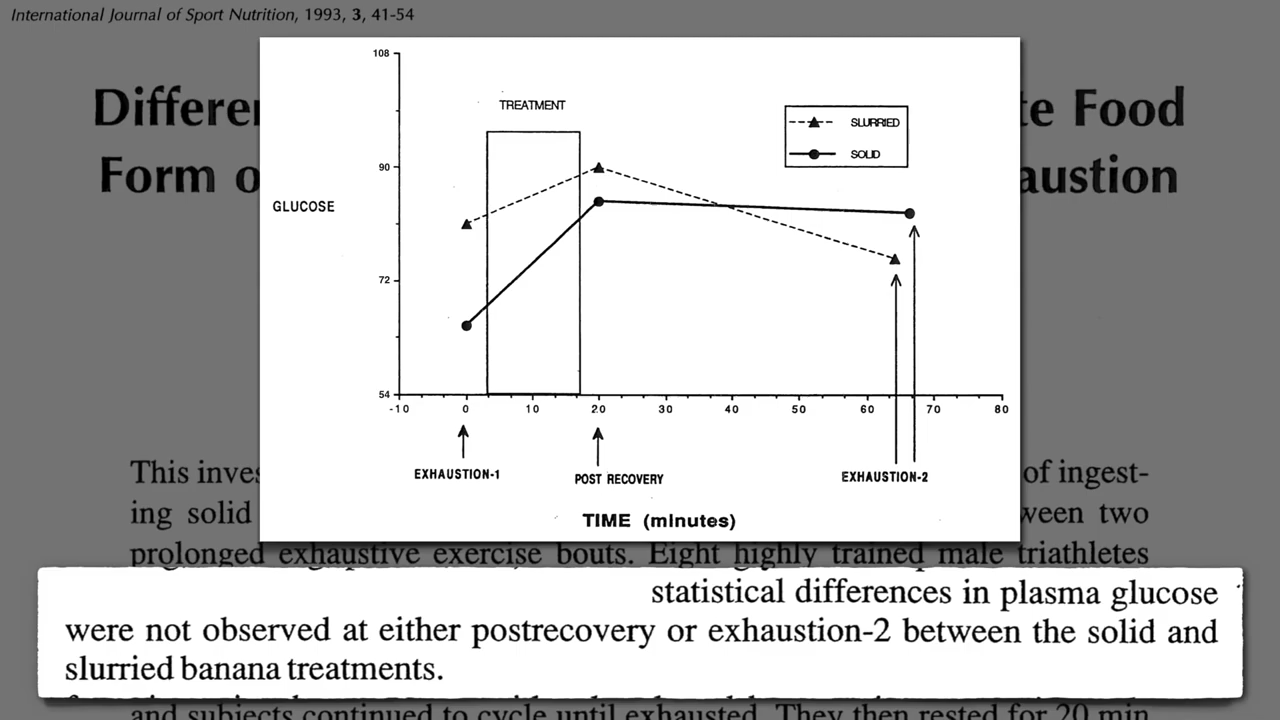 International Journal of Sport Nutrition, 1993, 3, 41-54
te Food
Form o
austion
108
TREATMENT
SLURRIED
SOLID
90
GLUCOSE
72
54
-10 0 10 20 30 40 50 60 70 80
EXHAUSTION-1
POST RECOVERY
EXHAUSTION-2
TIME (minutes)
This of ingest-
ing solid ween two
prolonged exhaustive exercise bouts. Eight highly trained male triathletes
statistical differences in plasma glucose
were not observed at either postrecovery or exhaustion-2 between the solid and
slurried banana treatments.
and subjects continued to cycle until exhausted. They then rested for 20 min